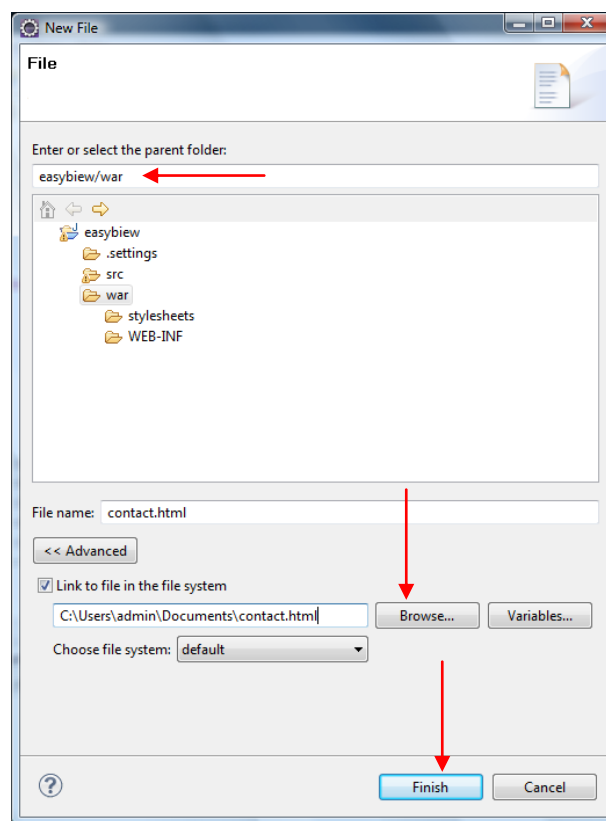 New File
File
Enter or select the parent folder:
easybiew/war
easybiew
.settings
src
war
stylesheets
WEB-INF
File name: contact.html
<< Advanced
Link to file in the file system
C:\Users\admin\Documents\contact.html Browse... Variables...
Choose file system: default
Finish Cancel